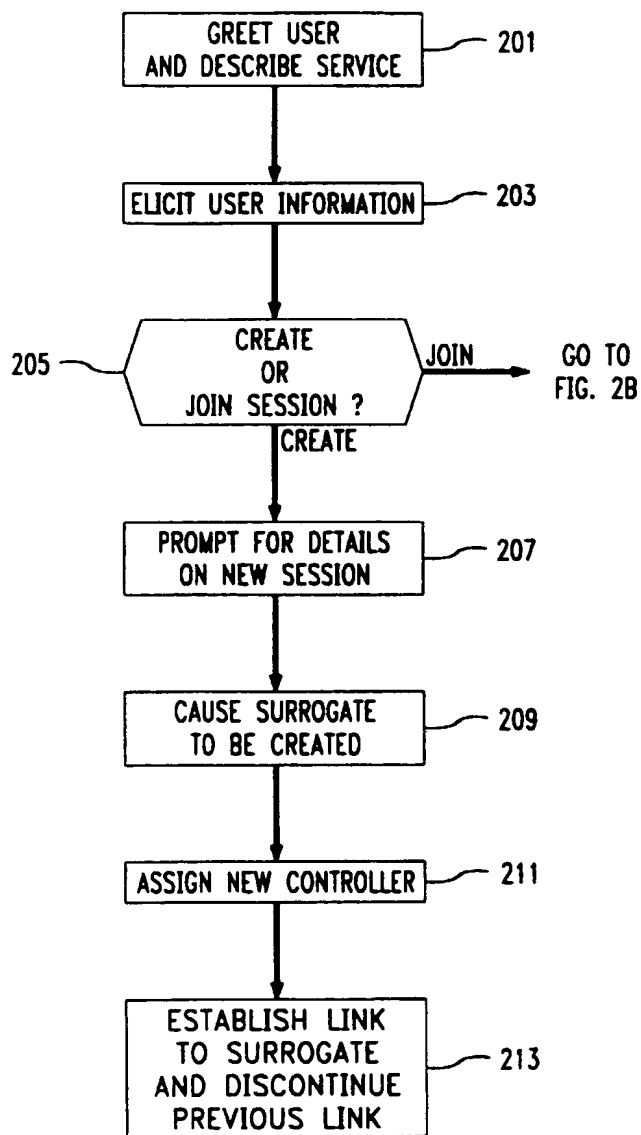 GREET USER
AND DESCRIBE SERVICE
201
ELICIT USER INFORMATION
203
205
CREATE
OR
JOIN SESSION ?
JOIN
GO TO
FIG. 2B
CREATE
PROMPT FOR DETAILS
ON NEW SESSION
207
CAUSE SURROGATE
TO BE CREATED
209
ASSIGN NEW CONTROLLER
211
ESTABLISH LINK
TO SURROGATE
AND DISCONTINUE
PREVIOUS LINK
213